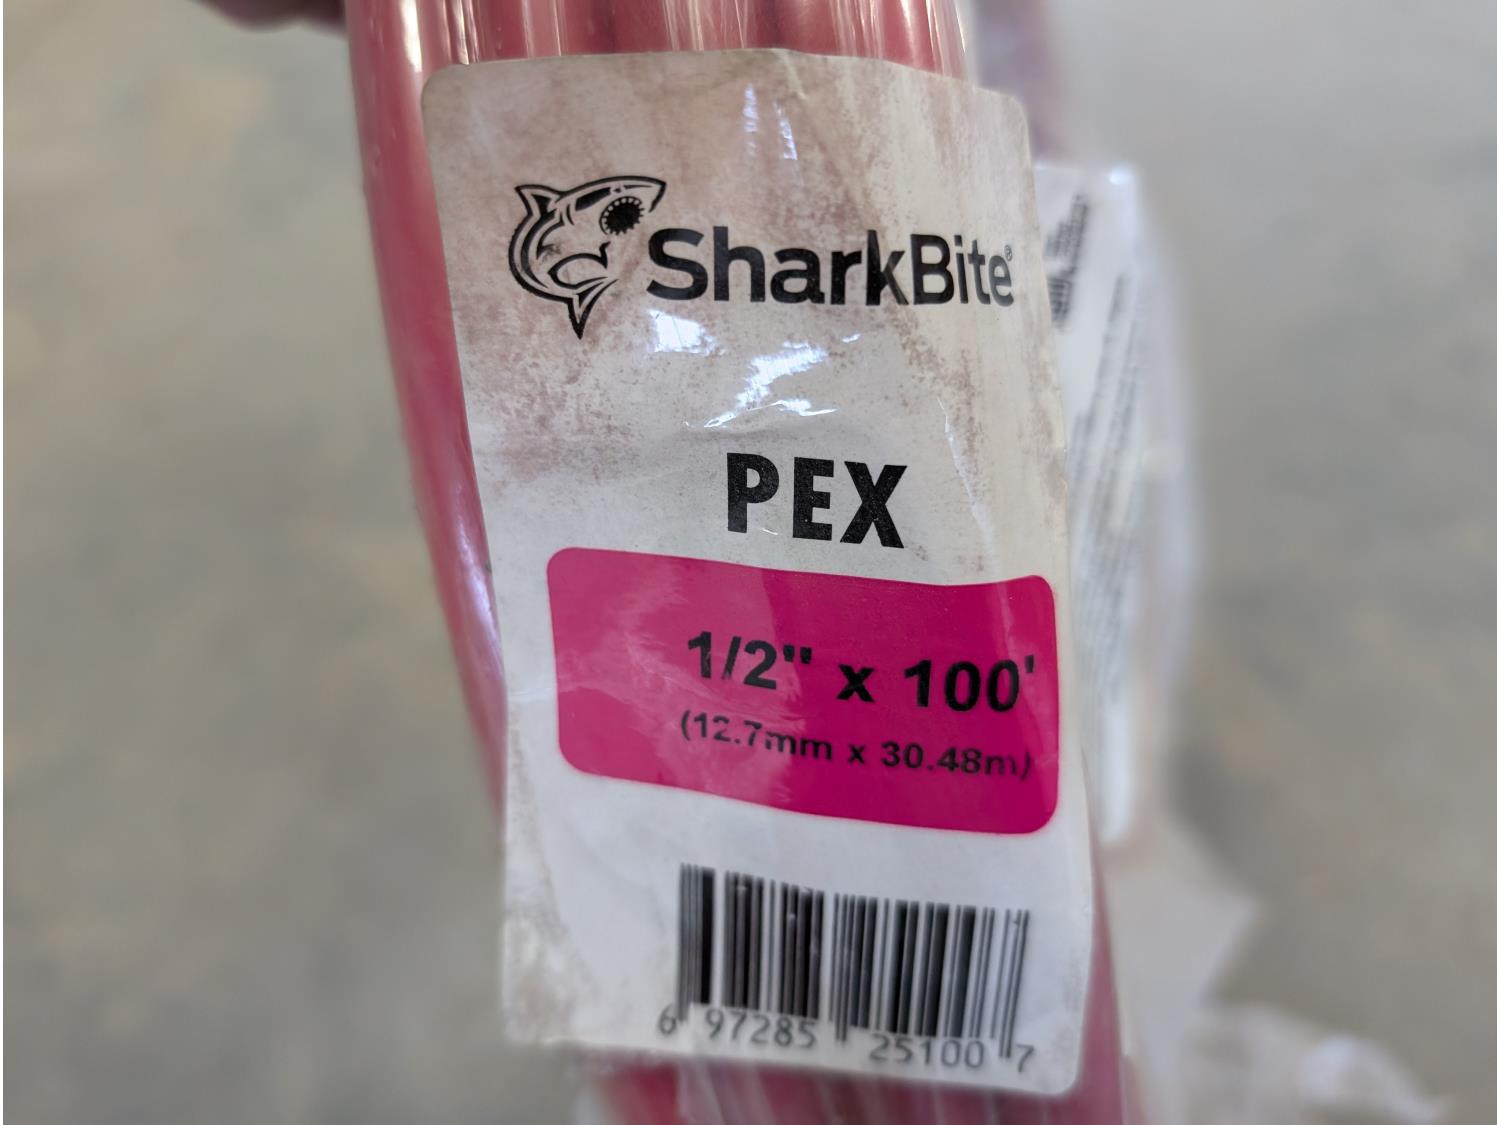 SharkBite®
PEX
1/2" x 100'
(12.7mm x 30.48m)
6 97285 25100 7